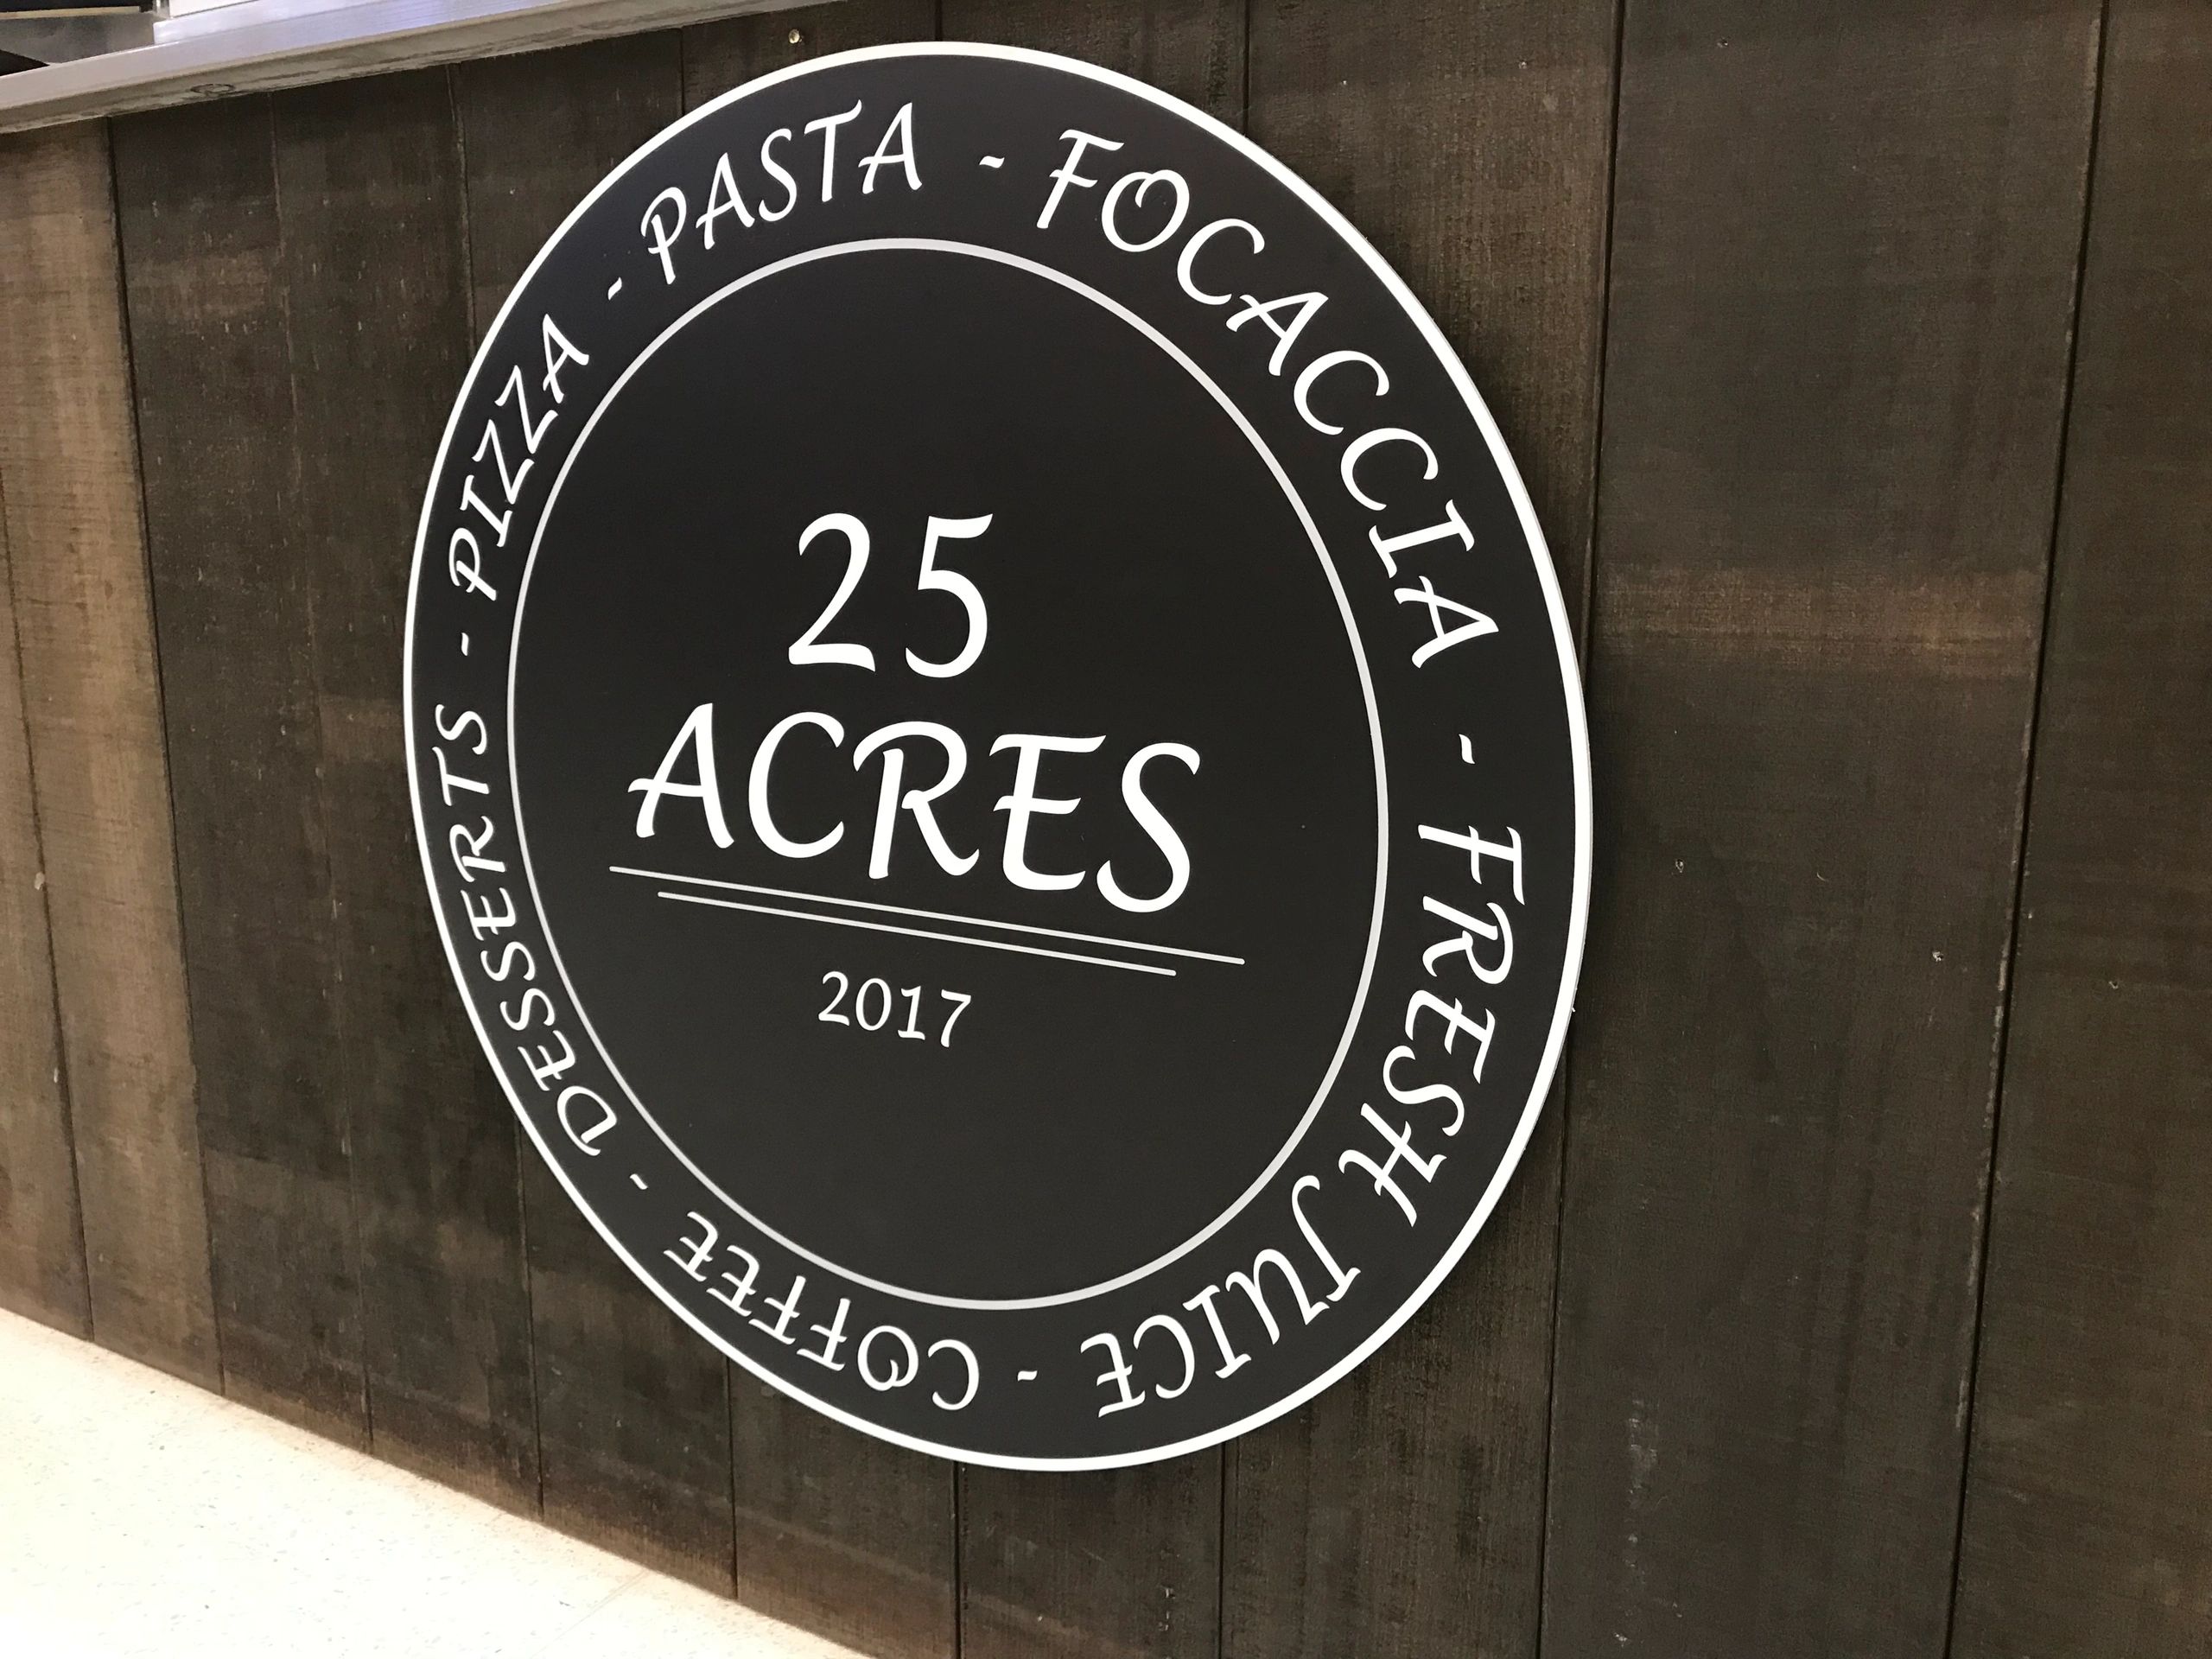 PIZZA - PASTA - FOCACCIA - FRESH JUICE - COFFEE - DESSERTS -
25
ACRES
2017